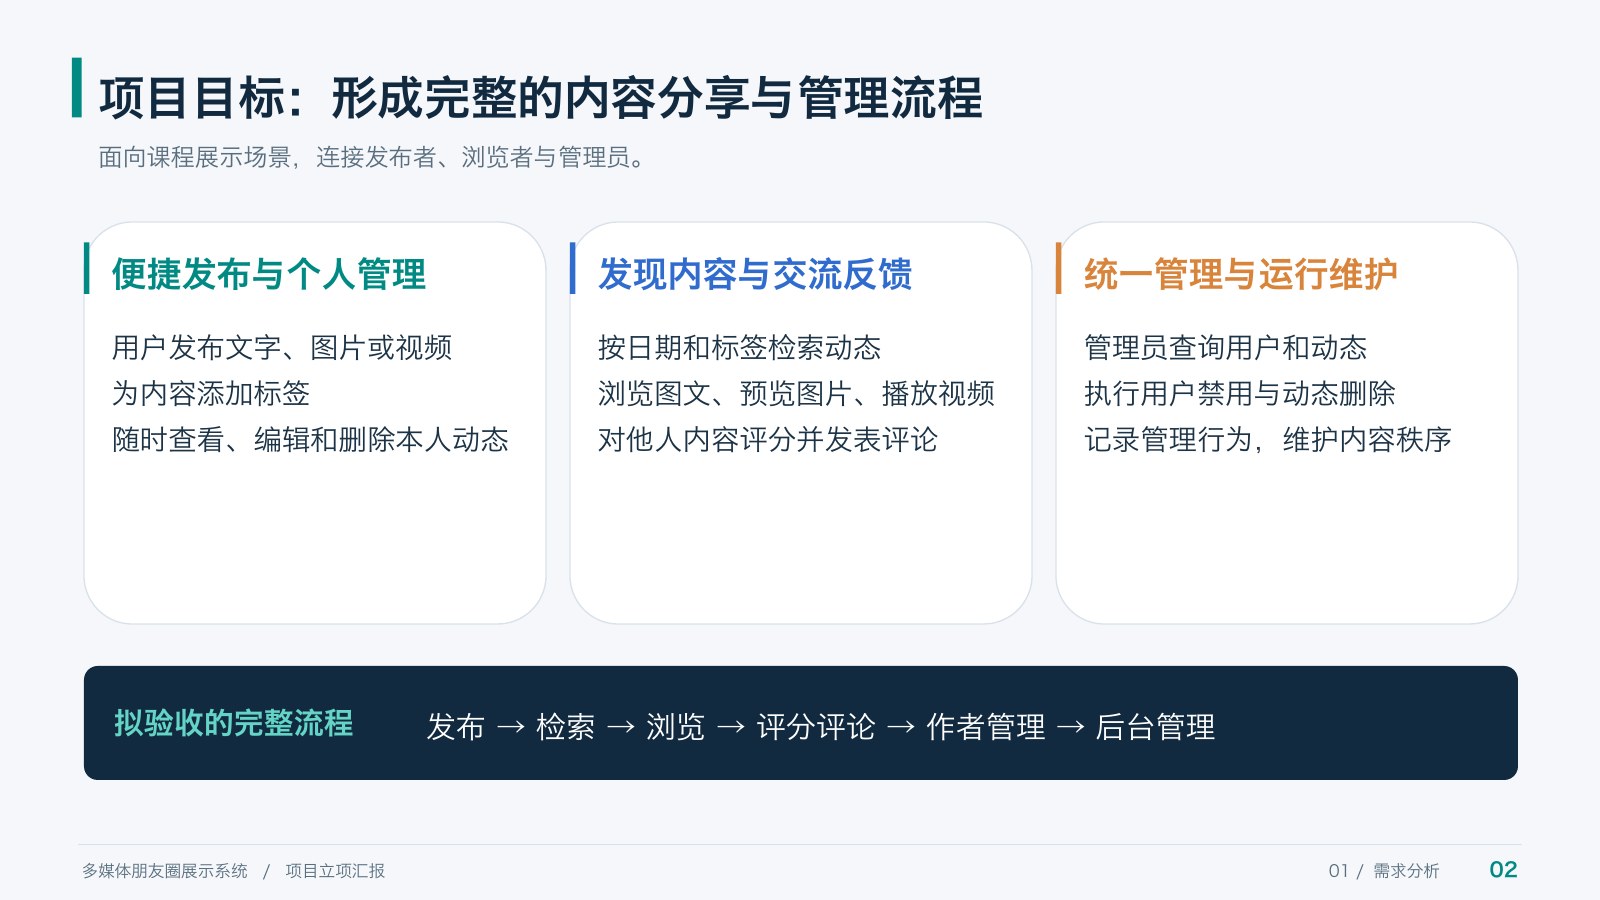 项目目标：形成完整的内容分享与管理流程
面向课程展示场景，连接发布者、浏览者与管理员。
便捷发布与个人管理
用户发布文字、图片或视频
为内容添加标签
随时查看、编辑和删除本人动态
发现内容与交流反馈
按日期和标签检索动态
浏览图文、预览图片、播放视频
对他人内容评分并发表评论
统一管理与运行维护
管理员查询用户和动态
执行用户禁用与动态删除
记录管理行为，维护内容秩序
拟验收的完整流程
发布 → 检索 → 浏览 → 评分评论 → 作者管理 → 后台管理
多媒体朋友圈展示系统 / 项目立项汇报
01 / 需求分析
02